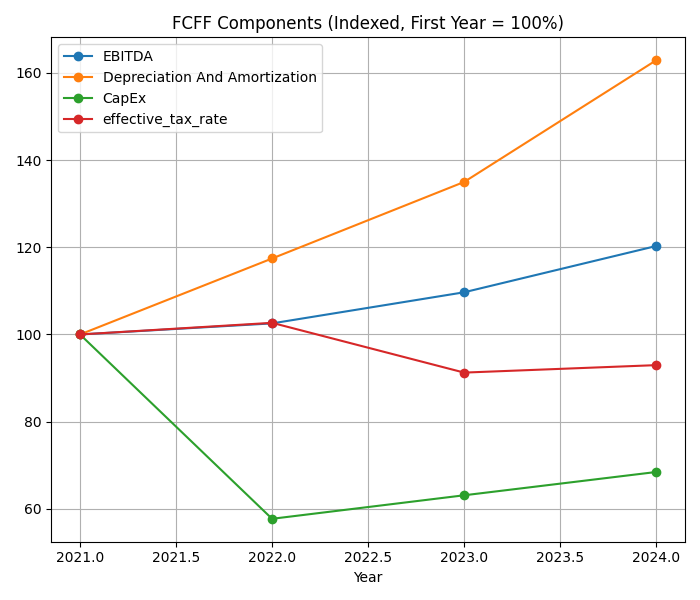 FCFF Components (Indexed, First Year = 100%)
EBITDA
Depreciation And Amortization
CapEx
effective_tax_rate
160
140
120
100
80
60
2021.0 2021.5 2022.0 2022.5 2023.0 2023.5 2024.0
Year